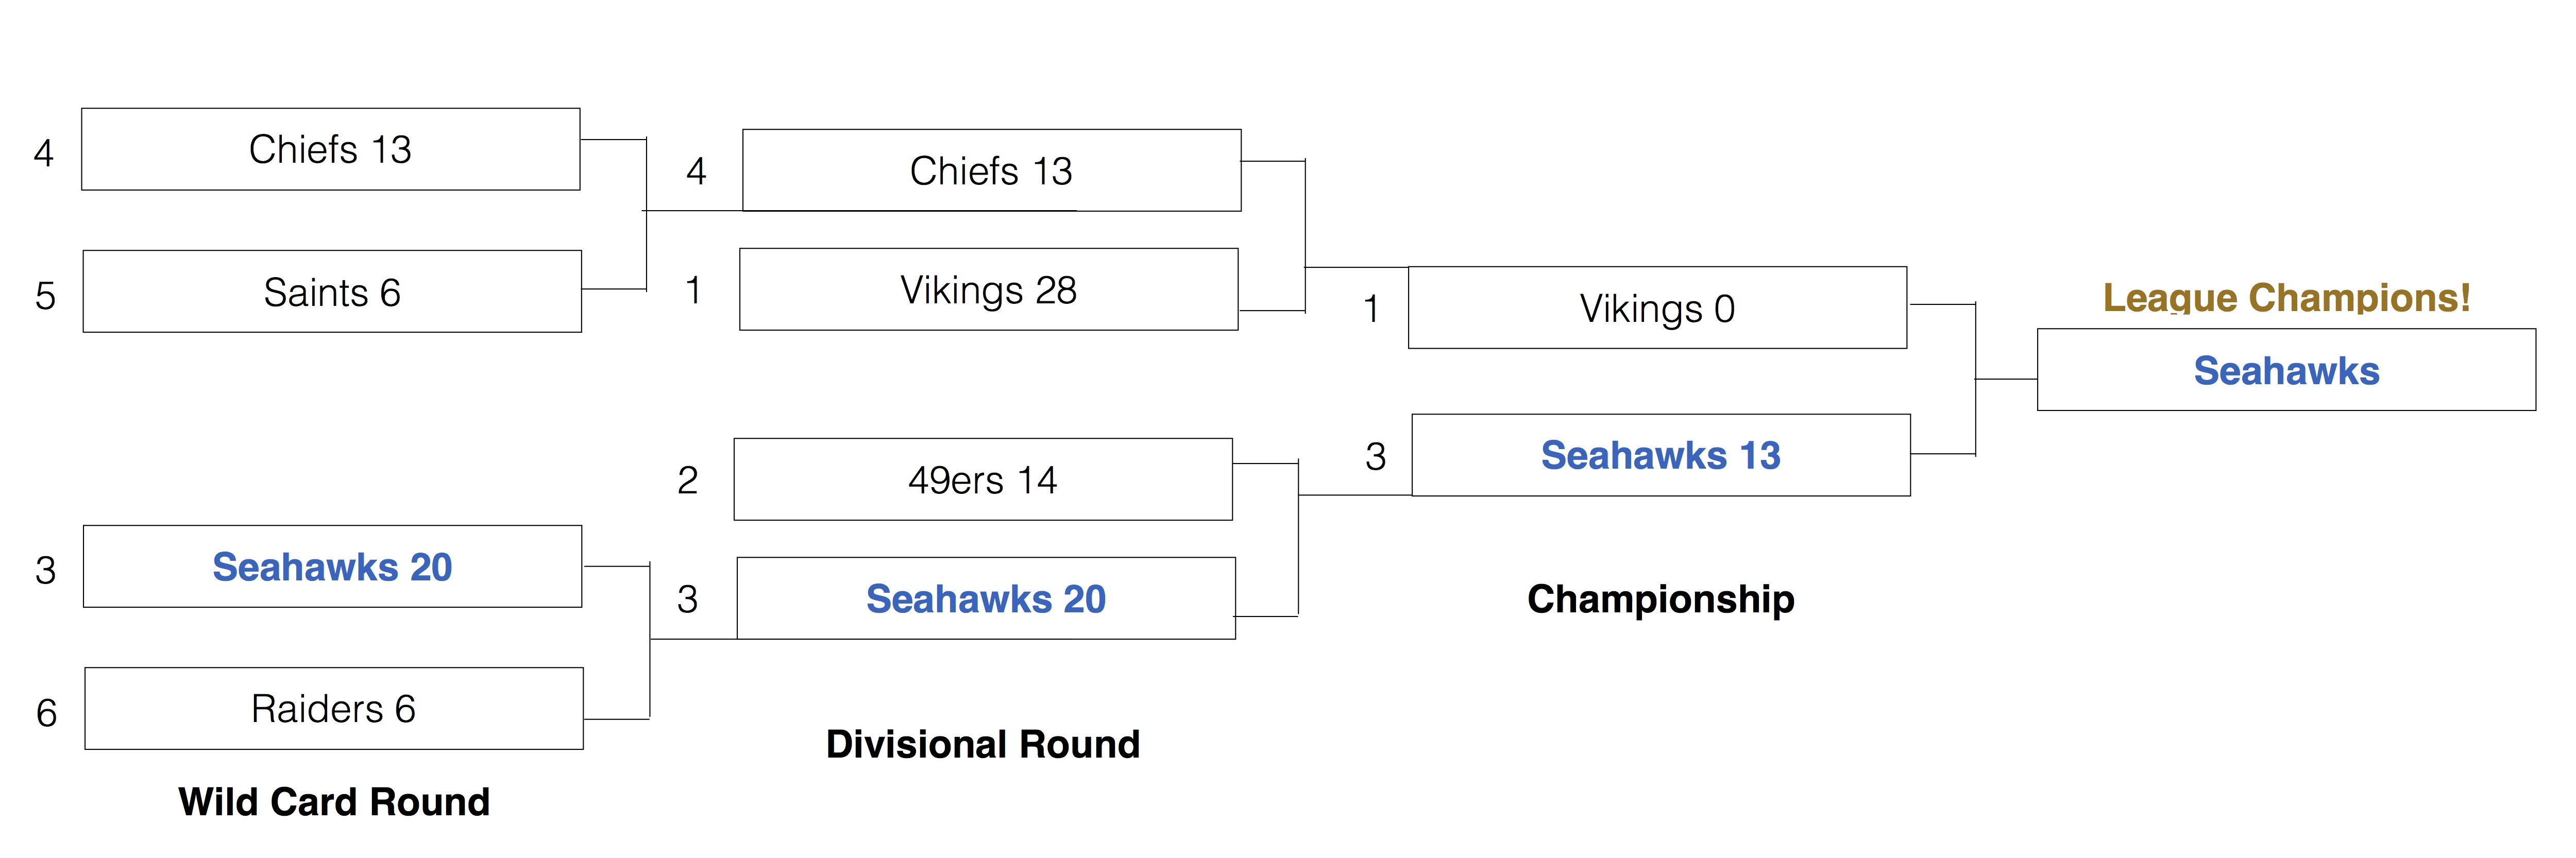 4
Chiefs 13
5
Saints 6
3
Seahawks 20
6
Raiders 6
Wild Card Round
4
Chiefs 13
1
Vikings 28
2
49ers 14
3
Seahawks 20
Divisional Round
1
Vikings 0
3
Seahawks 13
Championship
League Champions!
Seahawks